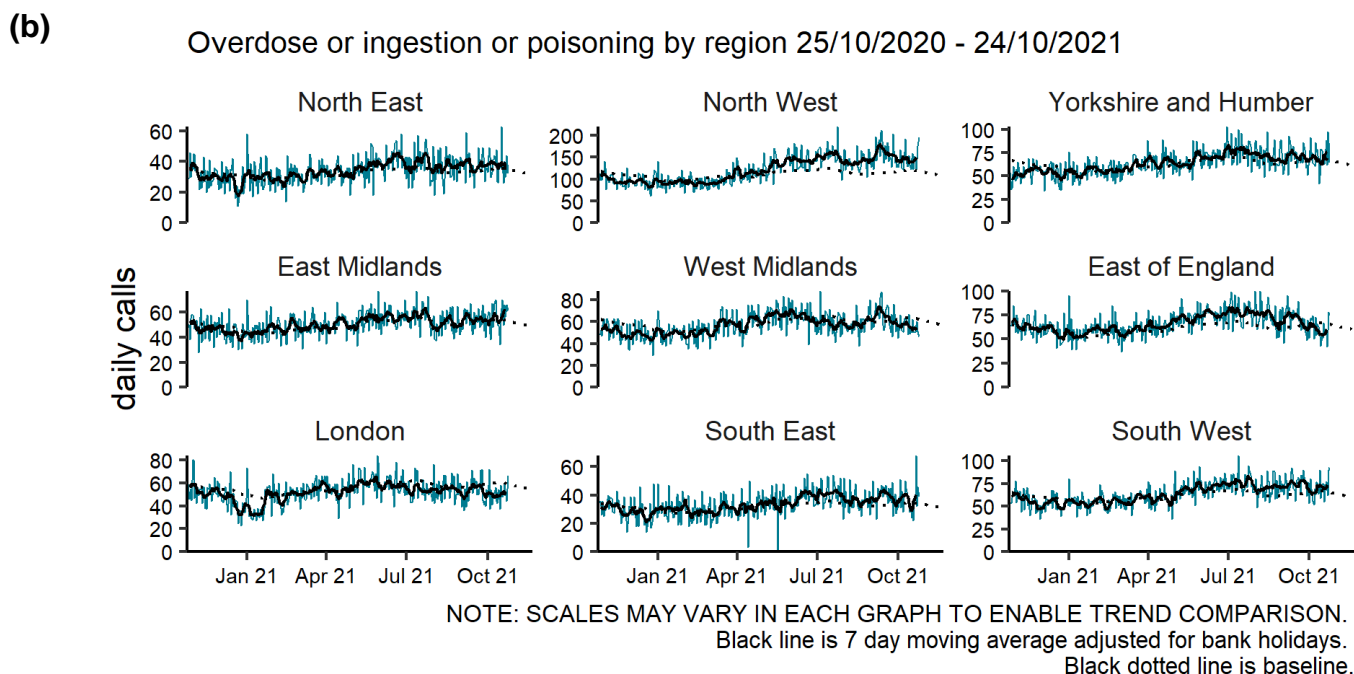 (b)
Overdose or ingestion or poisoning by region 25/10/2020 - 24/10/2021
North East
North West
Yorkshire and Humber
60
40
20
0
200
150
100
50
0
100
75
50
25
0
daily calls
East Midlands
West Midlands
East of England
60
40
20
0
80
60
40
20
0
100
75
50
25
0
London
South East
South West
80
60
40
20
0
60
40
20
0
100
75
50
25
0
Jan 21 Apr 21 Jul 21 Oct 21
Jan 21 Apr 21 Jul 21 Oct 21
Jan 21 Apr 21 Jul 21 Oct 21
NOTE: SCALES MAY VARY IN EACH GRAPH TO ENABLE TREND COMPARISON.
Black line is 7 day moving average adjusted for bank holidays.
Black dotted line is baseline.